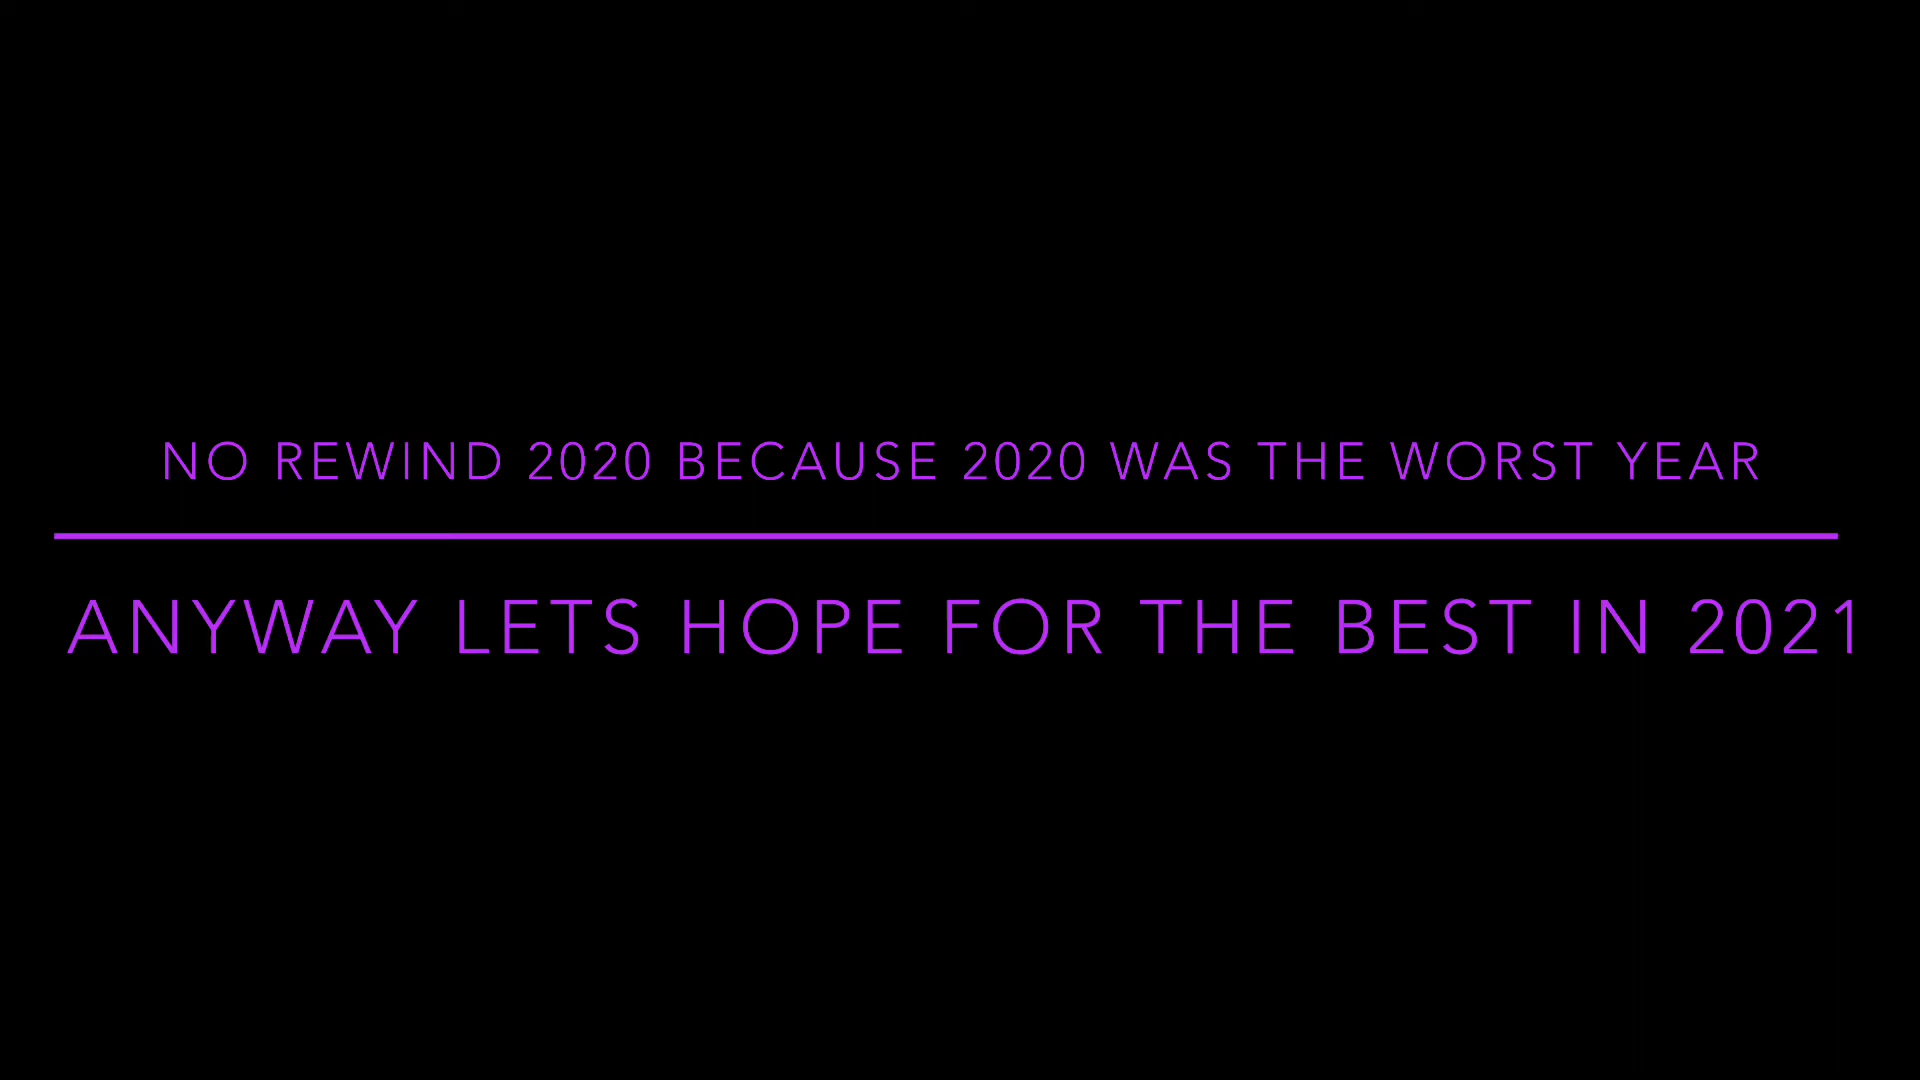 NO REWIND 2020 BECAUSE 2020 WAS THE WORST YEAR
ANYWAY LETS HOPE FOR THE BEST IN 2021